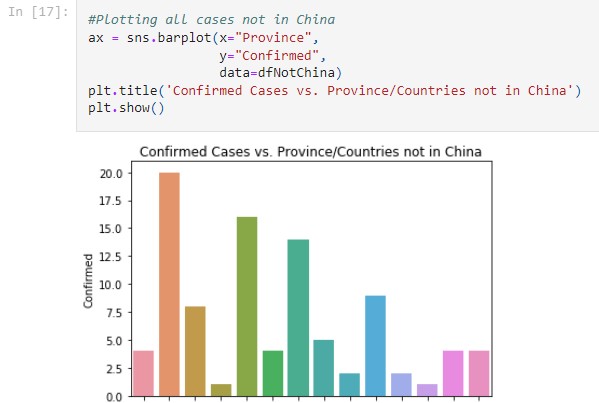 In [17]:
#Plotting all cases not in China
ax = sns.barplot(x="Province",
y="Confirmed",
data=dfNotChina)
plt.title('Confirmed Cases vs. Province/Countries not in China')
plt.show()
Confirmed Cases vs. Province/Countries not in China
20.0
17.5
15.0
12.5
10.0
7.5
5.0
2.5
0.0
Confirmed